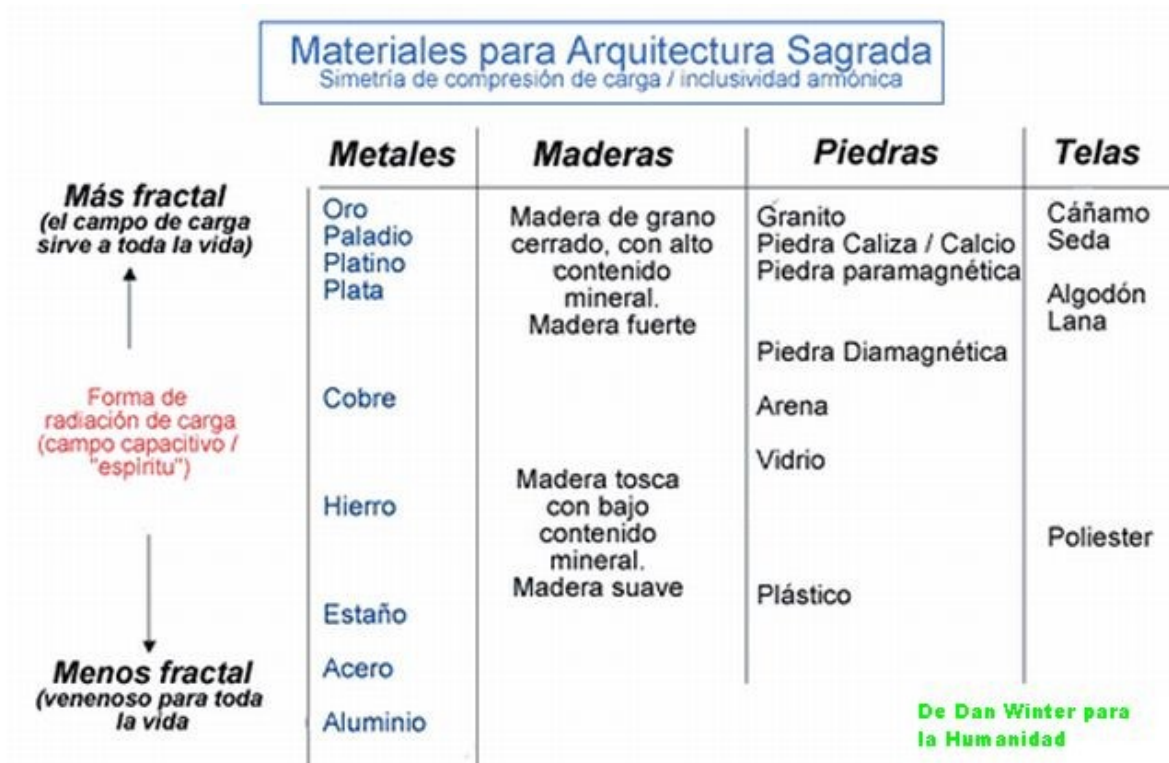 Materiales para Arquitectura Sagrada
Simetría de compresión de carga / inclusividad armónica
Metales
Maderas
Piedras
Telas
Más fractal
(el campo de carga
sirve a toda la vida)
Forma de
radiación de carga
(campo capacitivo /
"espíritu")
Menos fractal
(venenoso para toda
la vida
Oro
Paladio
Platino
Plata
Cobre
Hierro
Estaño
Acero
Aluminio
Madera de grano
cerrado, con alto
contenido
mineral.
Madera fuerte
Madera tosca
con bajo
contenido
mineral.
Madera suave
Granito
Piedra Caliza / Calcio
Piedra paramagnética
Piedra Diamagnética
Arena
Vidrio
Plástico
Cáñamo
Seda
Algodón
Lana
Poliester
De Dan Winter para
la Humanidad